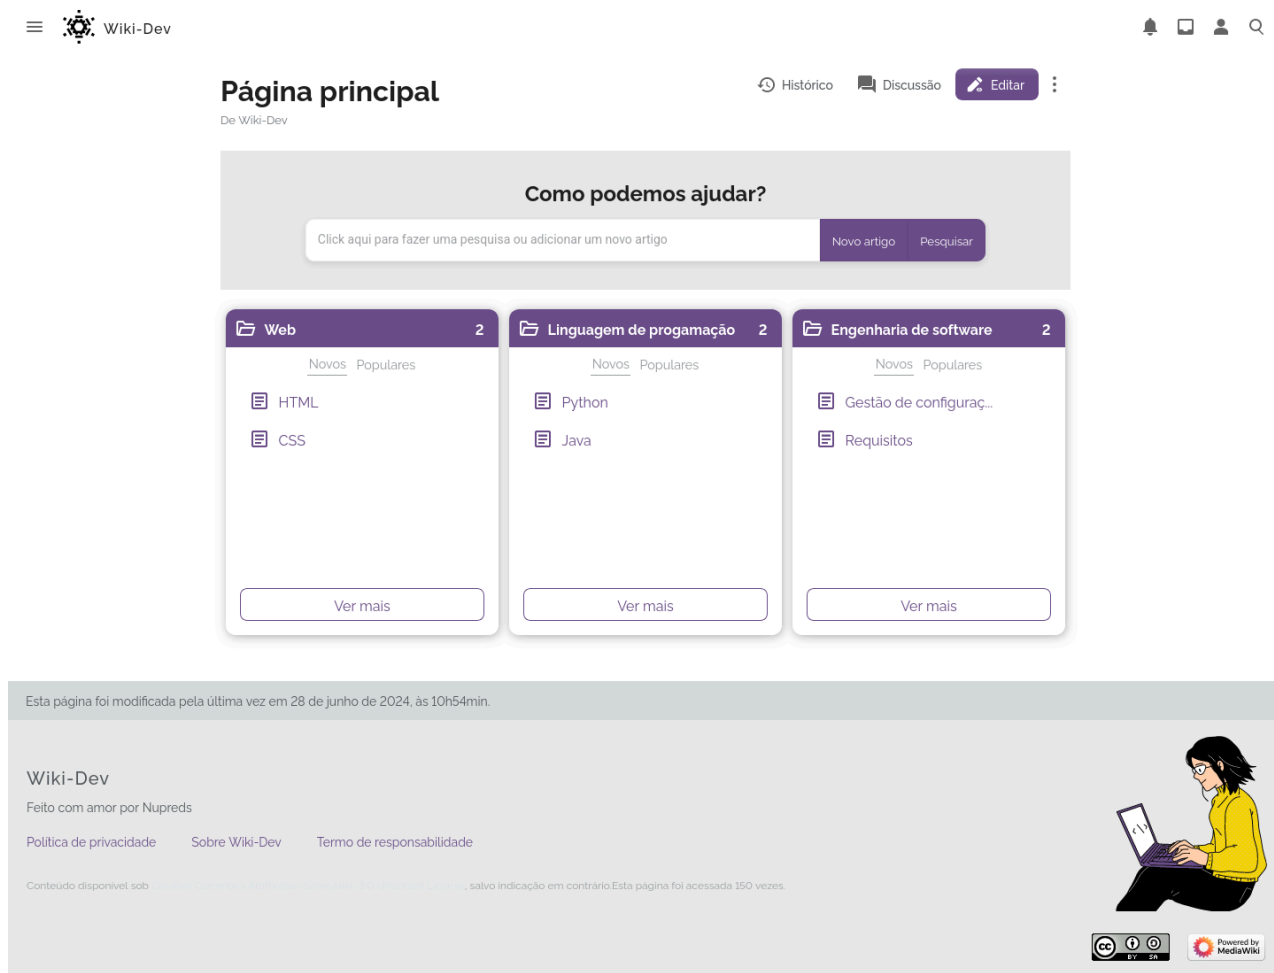 Wiki-Dev
Página principal
Histórico
Discussão
Editar
De Wiki-Dev
Como podemos ajudar?
Click aqui para fazer uma pesquisa ou adicionar um novo artigo
Novo artigo
Pesquisar
Web 2
Novos Populares
HTML
CSS
Ver mais
Linguagem de progamação 2
Novos Populares
Python
Java
Ver mais
Engenharia de software 2
Novos Populares
Gestão de configuraç...
Requisitos
Ver mais
Esta página foi modificada pela última vez em 28 de junho de 2024, às 10h54min.
Wiki-Dev
Feito com amor por Nupreds
Política de privacidade Sobre Wiki-Dev Termo de responsabilidade
Conteúdo disponível sob , salvo indicação em contrário.Esta página foi acessada 150 vezes.
</>
cc BY SA
Powered by
MediaWiki